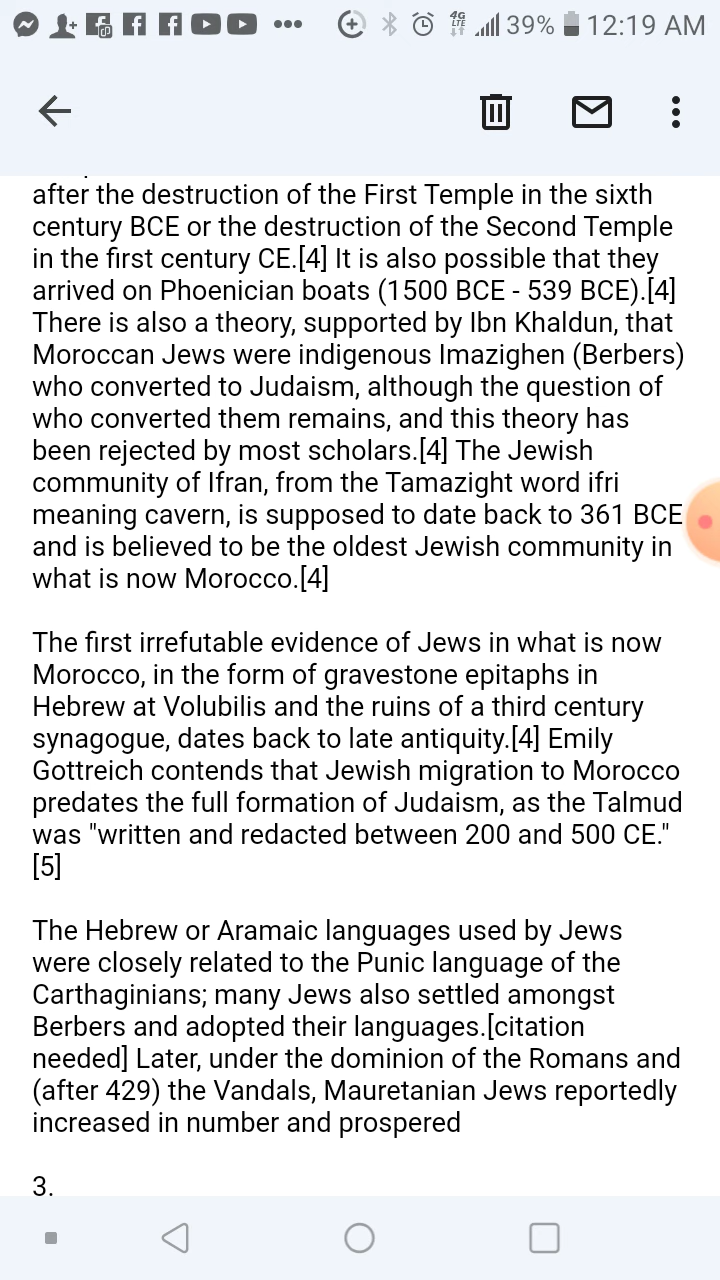 39% 12:19 AM
after the destruction of the First Temple in the sixth
century BCE or the destruction of the Second Temple
in the first century CE.[4] It is also possible that they
arrived on Phoenician boats (1500 BCE - 539 BCE).[4]
There is also a theory, supported by Ibn Khaldun, that
Moroccan Jews were indigenous Imazighen (Berbers)
who converted to Judaism, although the question of
who converted them remains, and this theory has
been rejected by most scholars.[4] The Jewish
community of Ifran, from the Tamazight word ifri
meaning cavern, is supposed to date back to 361 BCE
and is believed to be the oldest Jewish community in
what is now Morocco.[4]
The first irrefutable evidence of Jews in what is now
Morocco, in the form of gravestone epitaphs in
Hebrew at Volubilis and the ruins of a third century
synagogue, dates back to late antiquity.[4] Emily
Gottreich contends that Jewish migration to Morocco
predates the full formation of Judaism, as the Talmud
was "written and redacted between 200 and 500 CE."
[5]
The Hebrew or Aramaic languages used by Jews
were closely related to the Punic language of the
Carthaginians; many Jews also settled amongst
Berbers and adopted their languages.[citation
needed] Later, under the dominion of the Romans and
(after 429) the Vandals, Mauretanian Jews reportedly
increased in number and prospered
3.